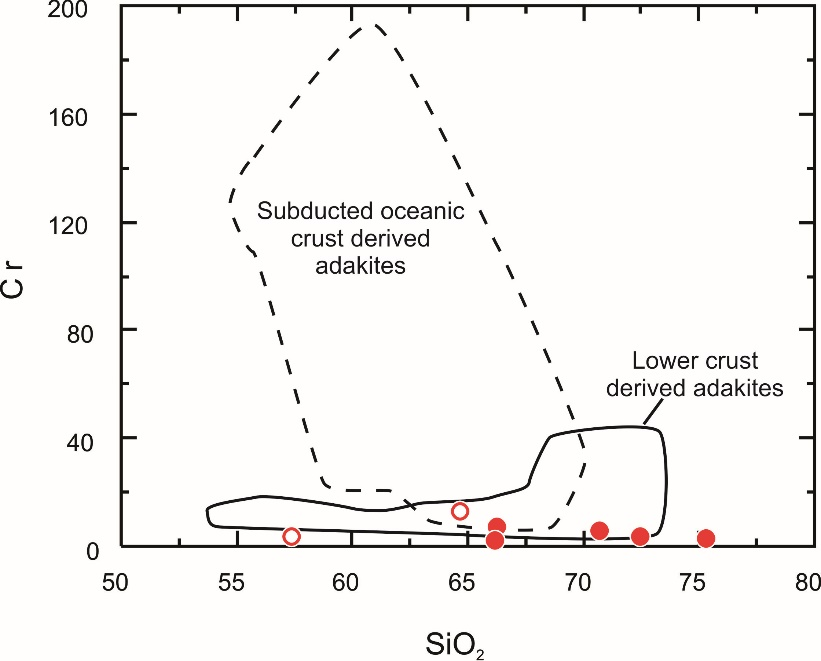 200
160
120
80
40
0
Cr
Subducted oceanic
crust derived
adakites
Lower crust
derived adakites
50 55 60 65 70 75 80
SiO₂